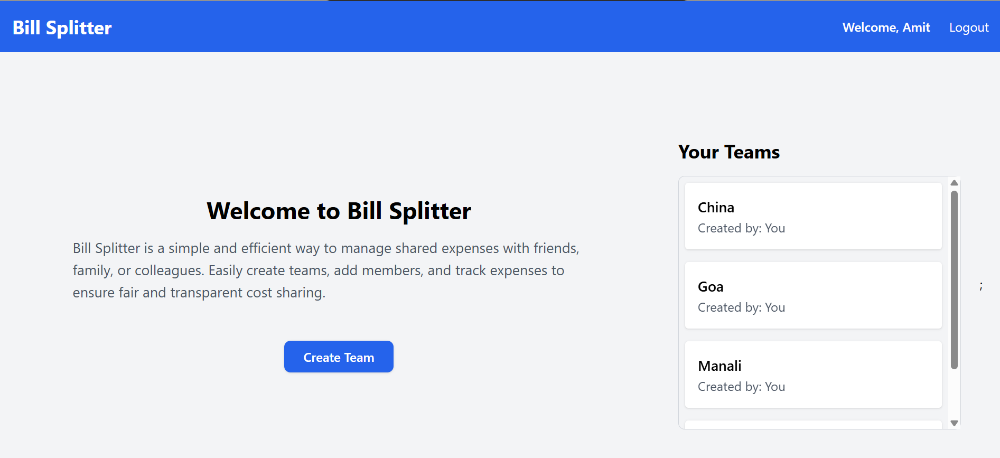 Bill Splitter
Welcome, Amit
Logout
Welcome to Bill Splitter
Bill Splitter is a simple and efficient way to manage shared expenses with friends,
family, or colleagues. Easily create teams, add members, and track expenses to
ensure fair and transparent cost sharing.
Create Team
Your Teams
China
Created by: You
Goa
Created by: You
Manali
Created by: You
;